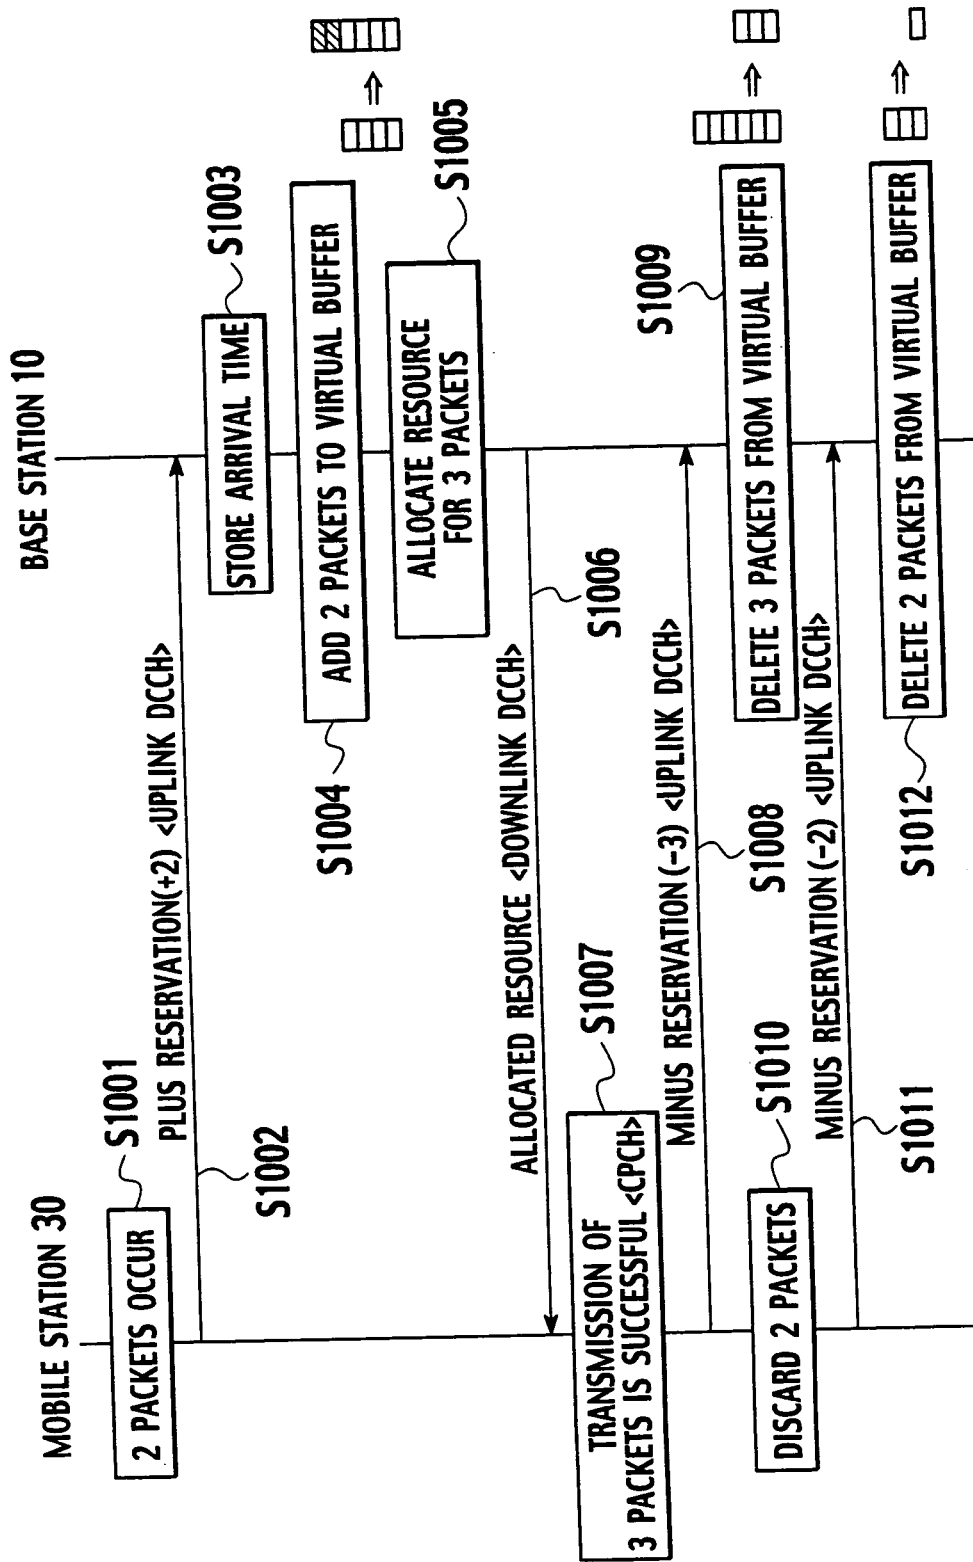 MOBILE STATION 30
BASE STATION 10
2 PACKETS OCCUR
S1001
PLUS RESERVATION(+2) <UPLINK DCCH>
S1002
STORE ARRIVAL TIME
S1003
ADD 2 PACKETS TO VIRTUAL BUFFER
S1004
ALLOCATE RESOURCE
FOR 3 PACKETS
S1005
ALLOCATED RESOURCE <DOWNLINK DCCH>
S1006
TRANSMISSION OF
3 PACKETS IS SUCCESSFUL <CPCH>
S1007
MINUS RESERVATION(-3) <UPLINK DCCH>
S1008
DELETE 3 PACKETS FROM VIRTUAL BUFFER
S1009
DISCARD 2 PACKETS
S1010
MINUS RESERVATION(-2) <UPLINK DCCH>
S1011
DELETE 2 PACKETS FROM VIRTUAL BUFFER
S1012